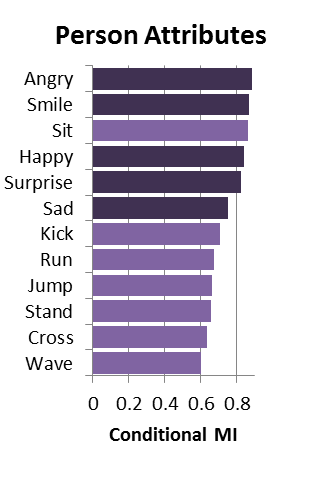 Person Attributes
Angry
Smile
Sit
Happy
Surprise
Sad
Kick
Run
Jump
Stand
Cross
Wave
0 0.2 0.4 0.6 0.8
Conditional MI